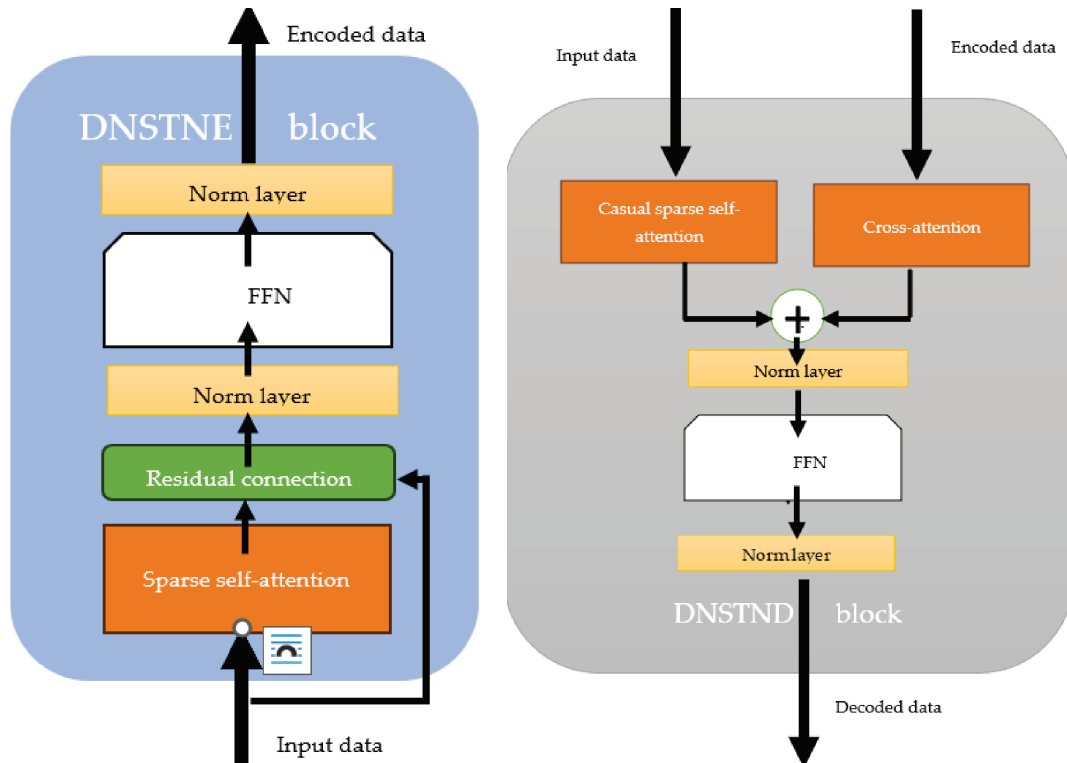 Encoded data
DNSTNE block
Norm layer
FFN
Norm layer
Residual connection
Sparse self-attention
Input data
Input data
Encoded data
Casual sparse self-
attention
Cross-attention
+
Norm layer
FFN
Norm layer
DNSTND block
Decoded data